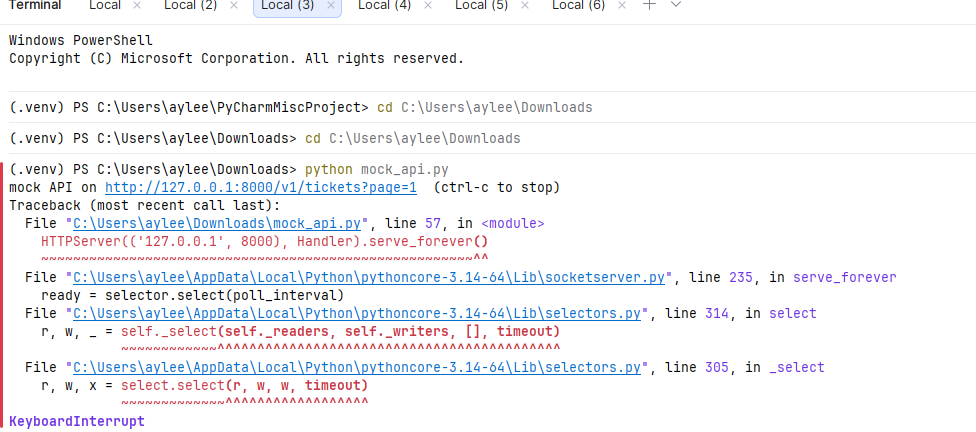 Terminal Local × Local (2) × Local (3) × Local (4) × Local (5) × Local (6) ×
Windows PowerShell
Copyright (C) Microsoft Corporation. All rights reserved.
(.venv) PS C:\Users\aylee\PyCharmMiscProject> cd C:\Users\aylee\Downloads
(.venv) PS C:\Users\aylee\Downloads> cd C:\Users\aylee\Downloads
(.venv) PS C:\Users\aylee\Downloads> python mock_api.py
mock API on http://127.0.0.1:8000/v1/tickets?page=1  (ctrl-c to stop)
Traceback (most recent call last):
  File "C:\Users\aylee\Downloads\mock_api.py", line 57, in <module>
    HTTPServer(('127.0.0.1', 8000), Handler).serve_forever()
    ~~~~~~~~~~~~~~~~~~~~~~~~~~~~~~~~~~~~~~~~~~~~~~~~~~~~~~^^
  File "C:\Users\aylee\AppData\Local\Python\pythoncore-3.14-64\Lib\socketserver.py", line 235, in serve_forever
    ready = selector.select(poll_interval)
  File "C:\Users\aylee\AppData\Local\Python\pythoncore-3.14-64\Lib\selectors.py", line 314, in select
    r, w, _ = self._select(self._readers, self._writers, [], timeout)
              ~~~~~~~~~~~~^^^^^^^^^^^^^^^^^^^^^^^^^^^^^^^^^^^^^^^^^^^
  File "C:\Users\aylee\AppData\Local\Python\pythoncore-3.14-64\Lib\selectors.py", line 305, in _select
    r, w, x = select.select(r, w, w, timeout)
              ~~~~~~~~~~~~~^^^^^^^^^^^^^^^^^^
KeyboardInterrupt